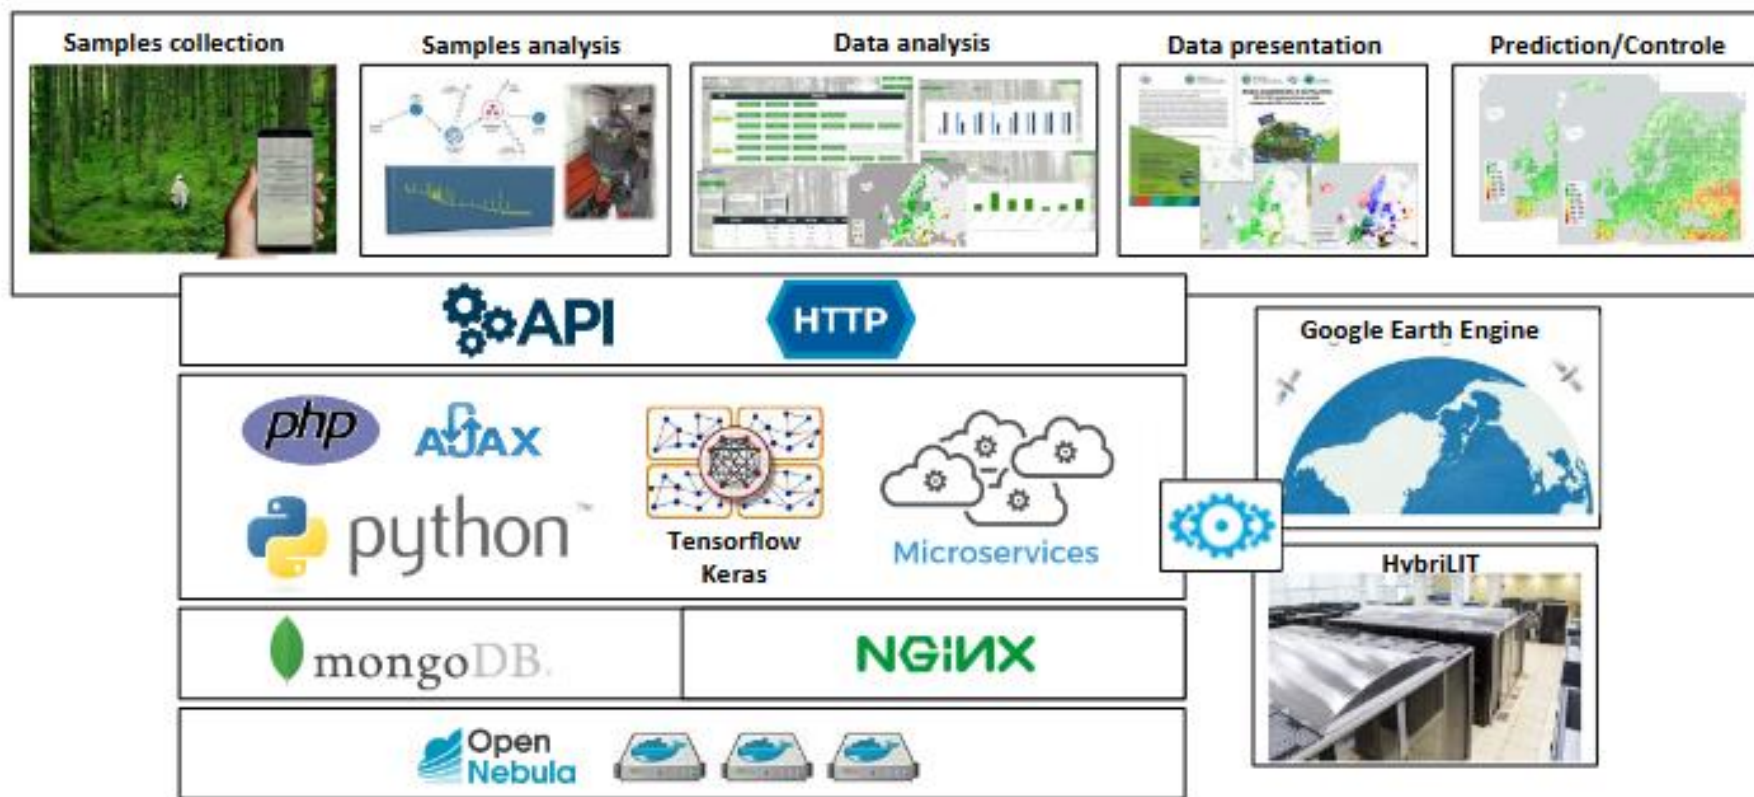 Samples collection
Samples analysis
Data analysis
Data presentation
Prediction/Controle
API
HTTP
Google Earth Engine
php
AJAX
python™
Tensorflow
Keras
Microservices
HybriLIT
mongoDB.
NGiNX
Open
Nebula